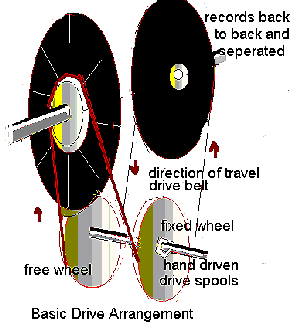 records back
to back and
seperated
direction of travel
drive belt
fixed wheel
free wheel
hand driven
drive spools
Basic Drive Arrangement